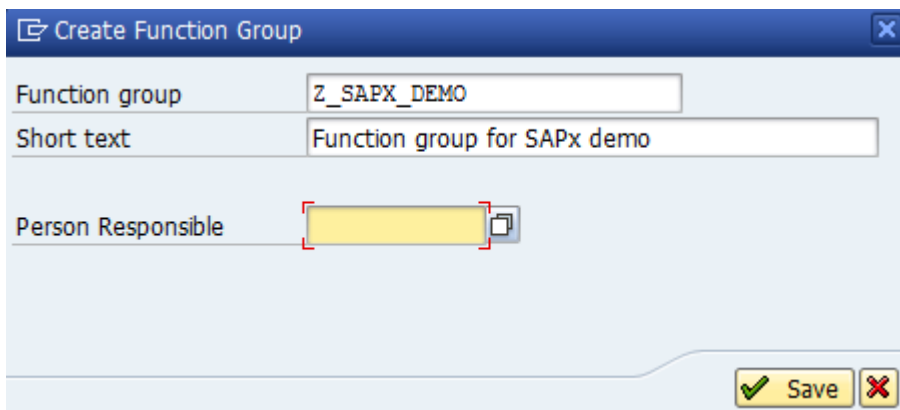 Create Function Group
Function group Z_SAPX_DEMO
Short text Function group for SAPx demo
Person Responsible
Save